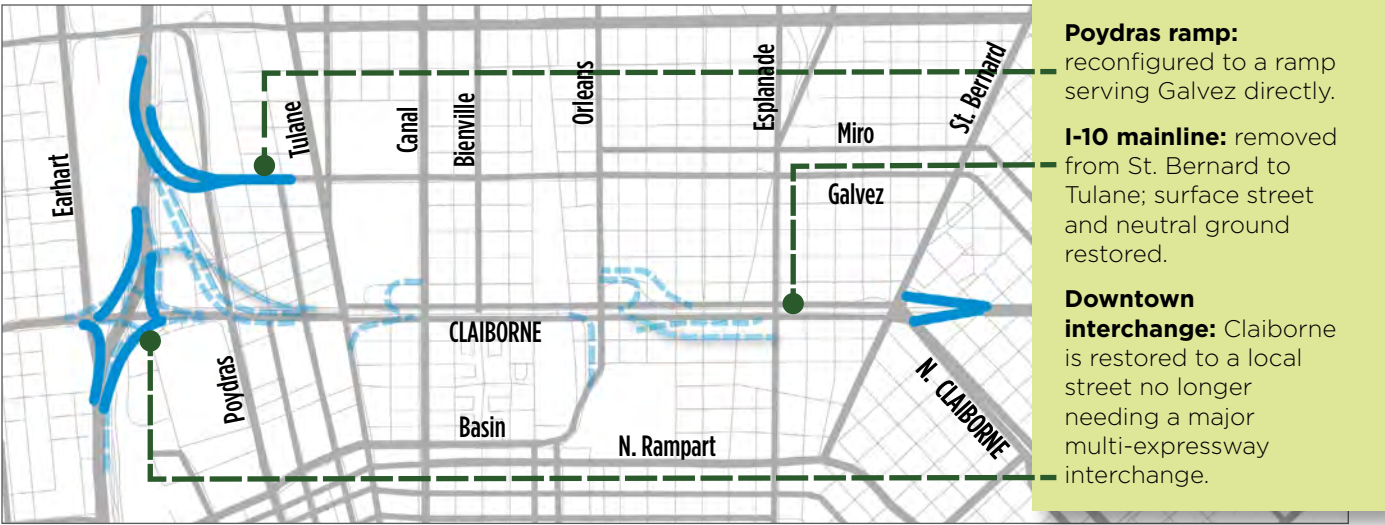 Earhart
Tulane
Canal
Bienville
Orleans
Esplanade
St. Bernard
Miro
Galvez
CLAIBORNE
Poydras
Basin
N. Rampart
N. CLAIBORNE
Poydras ramp:
reconfigured to a ramp
serving Galvez directly.
I-10 mainline: removed
from St. Bernard to
Tulane; surface street
and neutral ground
restored.
Downtown
interchange: Claiborne
is restored to a local
street no longer
needing a major
multi-expressway
interchange.